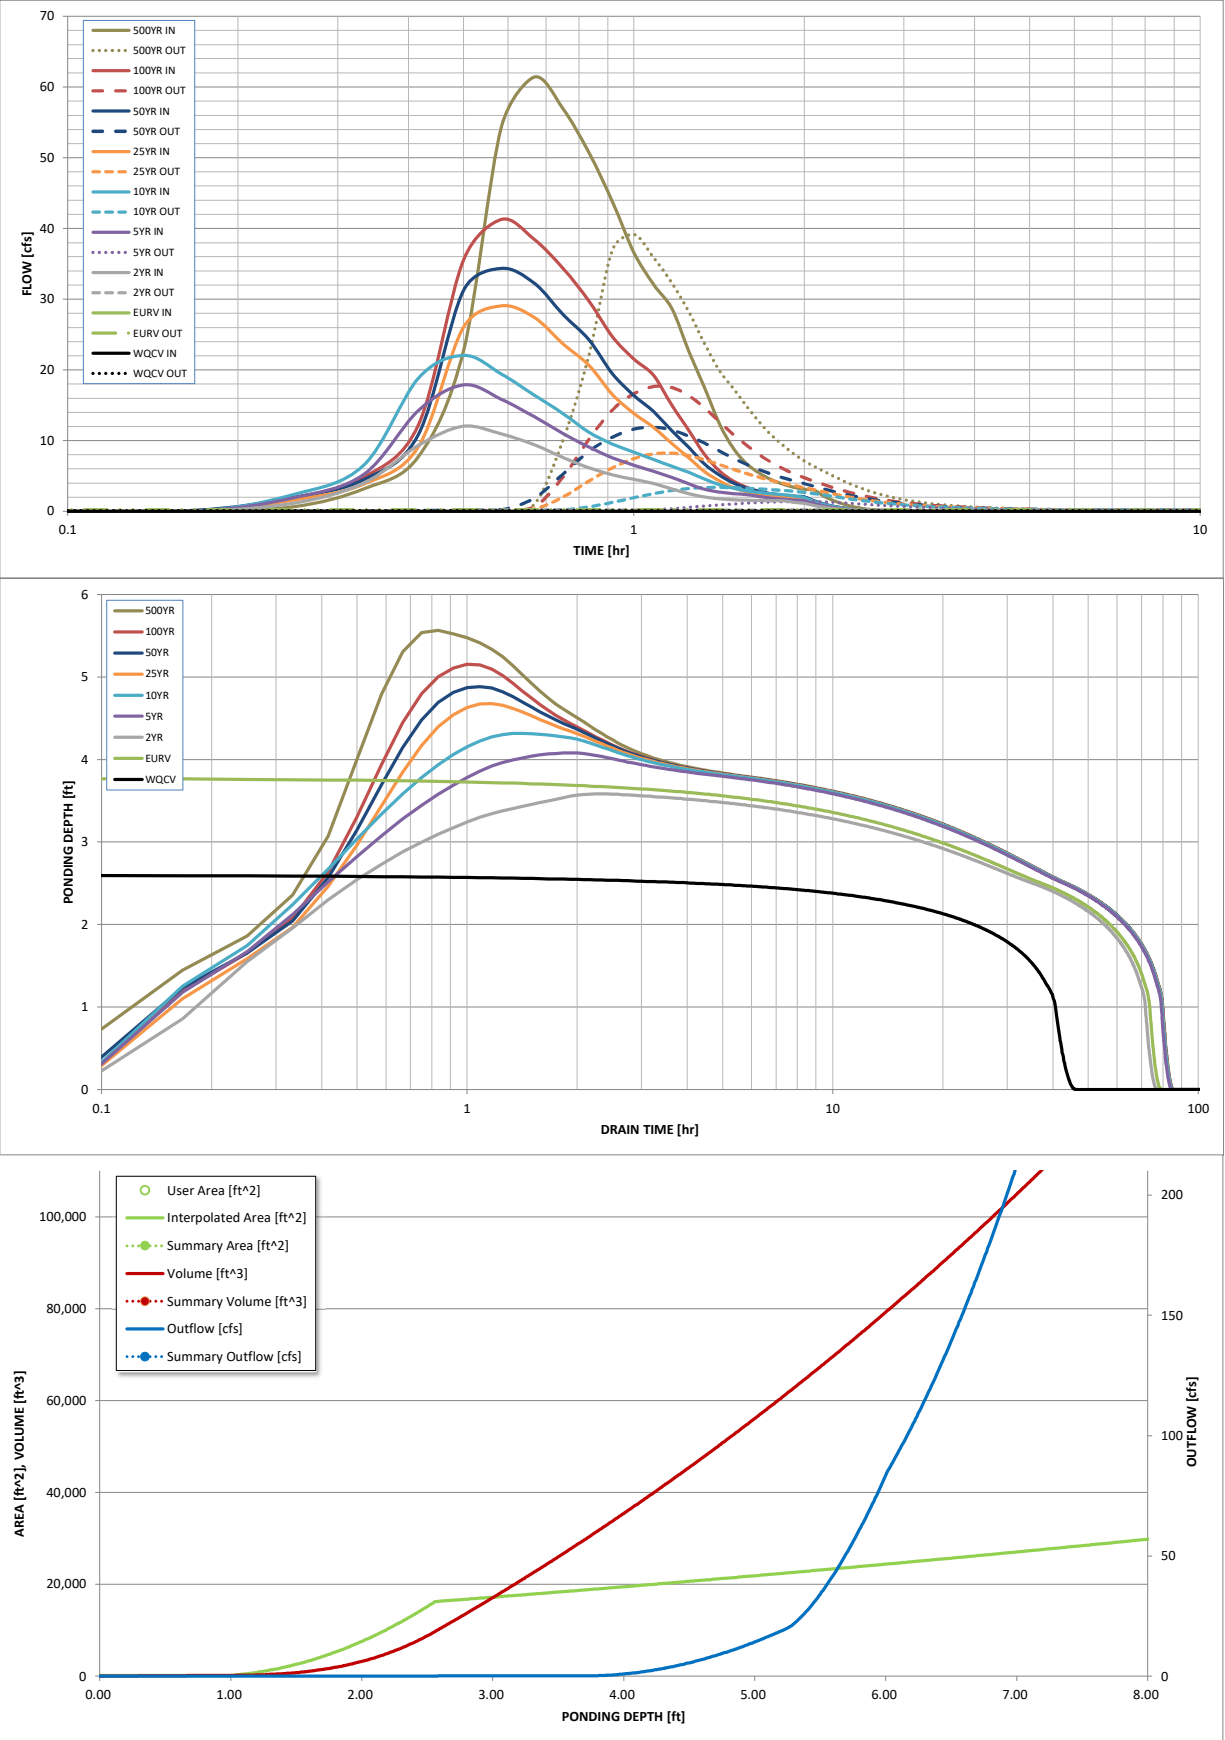 70
60
50
40
30
20
10
0
FLOW [cfs]
500YR IN
500YR OUT
100YR IN
100YR OUT
50YR IN
50YR OUT
25YR IN
25YR OUT
10YR IN
10YR OUT
5YR IN
5YR OUT
2YR IN
2YR OUT
EURV IN
EURV OUT
WQCV IN
WQCV OUT
0.1 1 10
TIME [hr]
6
5
4
3
2
1
0
PONDING DEPTH [ft]
500YR
100YR
50YR
25YR
10YR
5YR
2YR
EURV
WQCV
0.1 1 10 100
DRAIN TIME [hr]
100,000
80,000
60,000
40,000
20,000
0
AREA [ft^2], VOLUME [ft^3]
User Area [ft^2]
Interpolated Area [ft^2]
Summary Area [ft^2]
Volume [ft^3]
Summary Volume [ft^3]
Outflow [cfs]
Summary Outflow [cfs]
200
150
100
50
0
OUTFLOW [cfs]
0.00 1.00 2.00 3.00 4.00 5.00 6.00 7.00 8.00
PONDING DEPTH [ft]